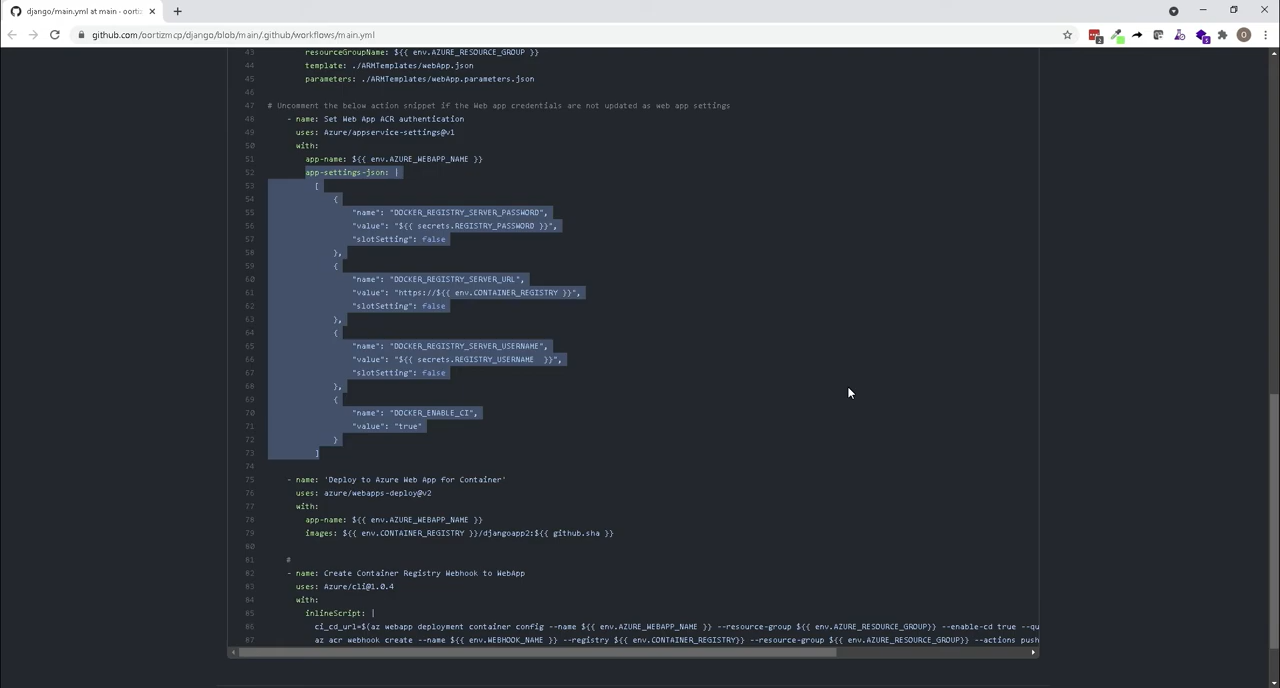 django/main.yml at main · oortiz
github.com/oortizmcp/django/blob/main/.github/workflows/main.yml
2
5
O
43 resourceGroupName: ${{ env.AZURE_RESOURCE_GROUP }}
44 template: ./ARMTemplates/webApp.json
45 parameters: ./ARMTemplates/webApp.parameters.json
46
47 # Uncomment the below action snippet if the Web app credentials are not updated as web app settings
48 - name: Set Web App ACR authentication
49 uses: Azure/appservice-settings@v1
50 with:
51 app-name: ${{ env.AZURE_WEBAPP_NAME }}
52 app-settings-json: |
53 [
54 {
55 "name": "DOCKER_REGISTRY_SERVER_PASSWORD",
56 "value": "${{ secrets.REGISTRY_PASSWORD }}",
57 "slotSetting": false
58 },
59 {
60 "name": "DOCKER_REGISTRY_SERVER_URL",
61 "value": "https://${{ env.CONTAINER_REGISTRY }}",
62 "slotSetting": false
63 },
64 {
65 "name": "DOCKER_REGISTRY_SERVER_USERNAME",
66 "value": "${{ secrets.REGISTRY_USERNAME  }}",
67 "slotSetting": false
68 },
69 {
70 "name": "DOCKER_ENABLE_CI",
71 "value": "true"
72 }
73 ]
74
75 - name: 'Deploy to Azure Web App for Container'
76 uses: azure/webapps-deploy@v2
77 with:
78 app-name: ${{ env.AZURE_WEBAPP_NAME }}
79 images: ${{ env.CONTAINER_REGISTRY }}/djangoapp2:${{ github.sha }}
80
81 #
82 - name: Create Container Registry Webhook to WebApp
83 uses: Azure/cli@1.0.4
84 with:
85 inlineScript: |
86 ci_cd_url=$(az webapp deployment container config --name ${{ env.AZURE_WEBAPP_NAME }} --resource-group ${{ env.AZURE_RESOURCE_GROUP}} --enable-cd true --qu
87 az acr webhook create --name ${{ env.WEBHOOK_NAME }} --registry ${{ env.CONTAINER_REGISTRY}} --resource-group ${{ env.AZURE_RESOURCE_GROUP}} --actions push